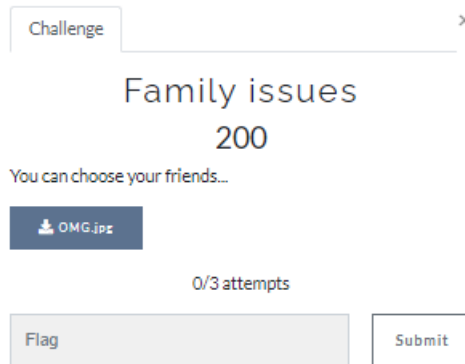 Challenge
×
Family issues
200
You can choose your friends...
OMG.jpg
0/3 attempts
Flag
Submit